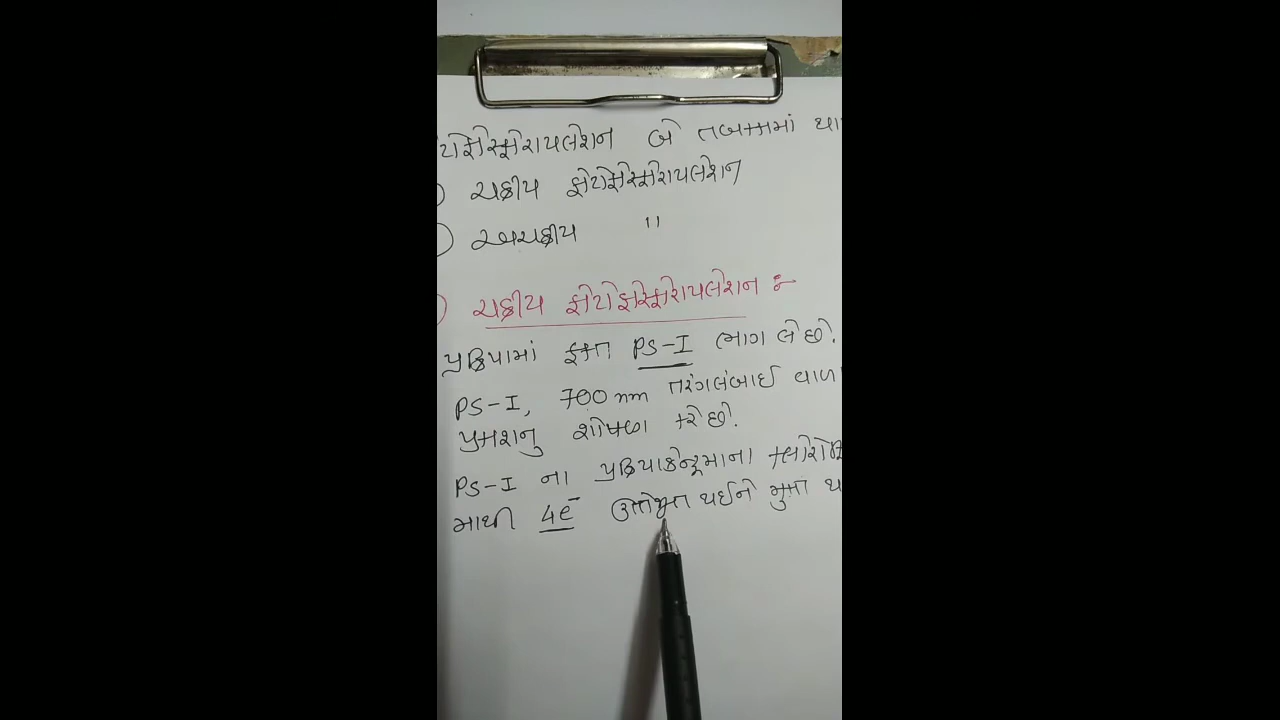 ટોફોસ્ફોરાયલેશન બે તબક્કામાં થા
ચક્રીય ફોટોફોસ્ફોરાયલેશન
અચક્રીય "
ચક્રીય ફોટોફોસ્ફોરાયલેશન :-
પ્રક્રિયામાં ફક્ત PS-I ભાગ લે છે.
PS-I, 700 nm તરંગલંબાઈ વાળા
પ્રકાશનુ શોષણ કરે છે.
PS-I ના પ્રક્રિયાકેન્દ્રમાના ક્લોરોફિ
માથી 4e⁻ ઉત્તેજીત થઈને મુક્ત થ